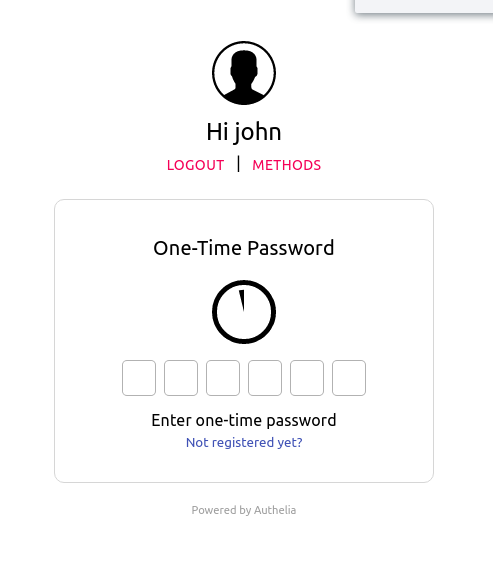 Hi john
LOGOUT | METHODS
One-Time Password
Enter one-time password
Not registered yet?
Powered by Authelia